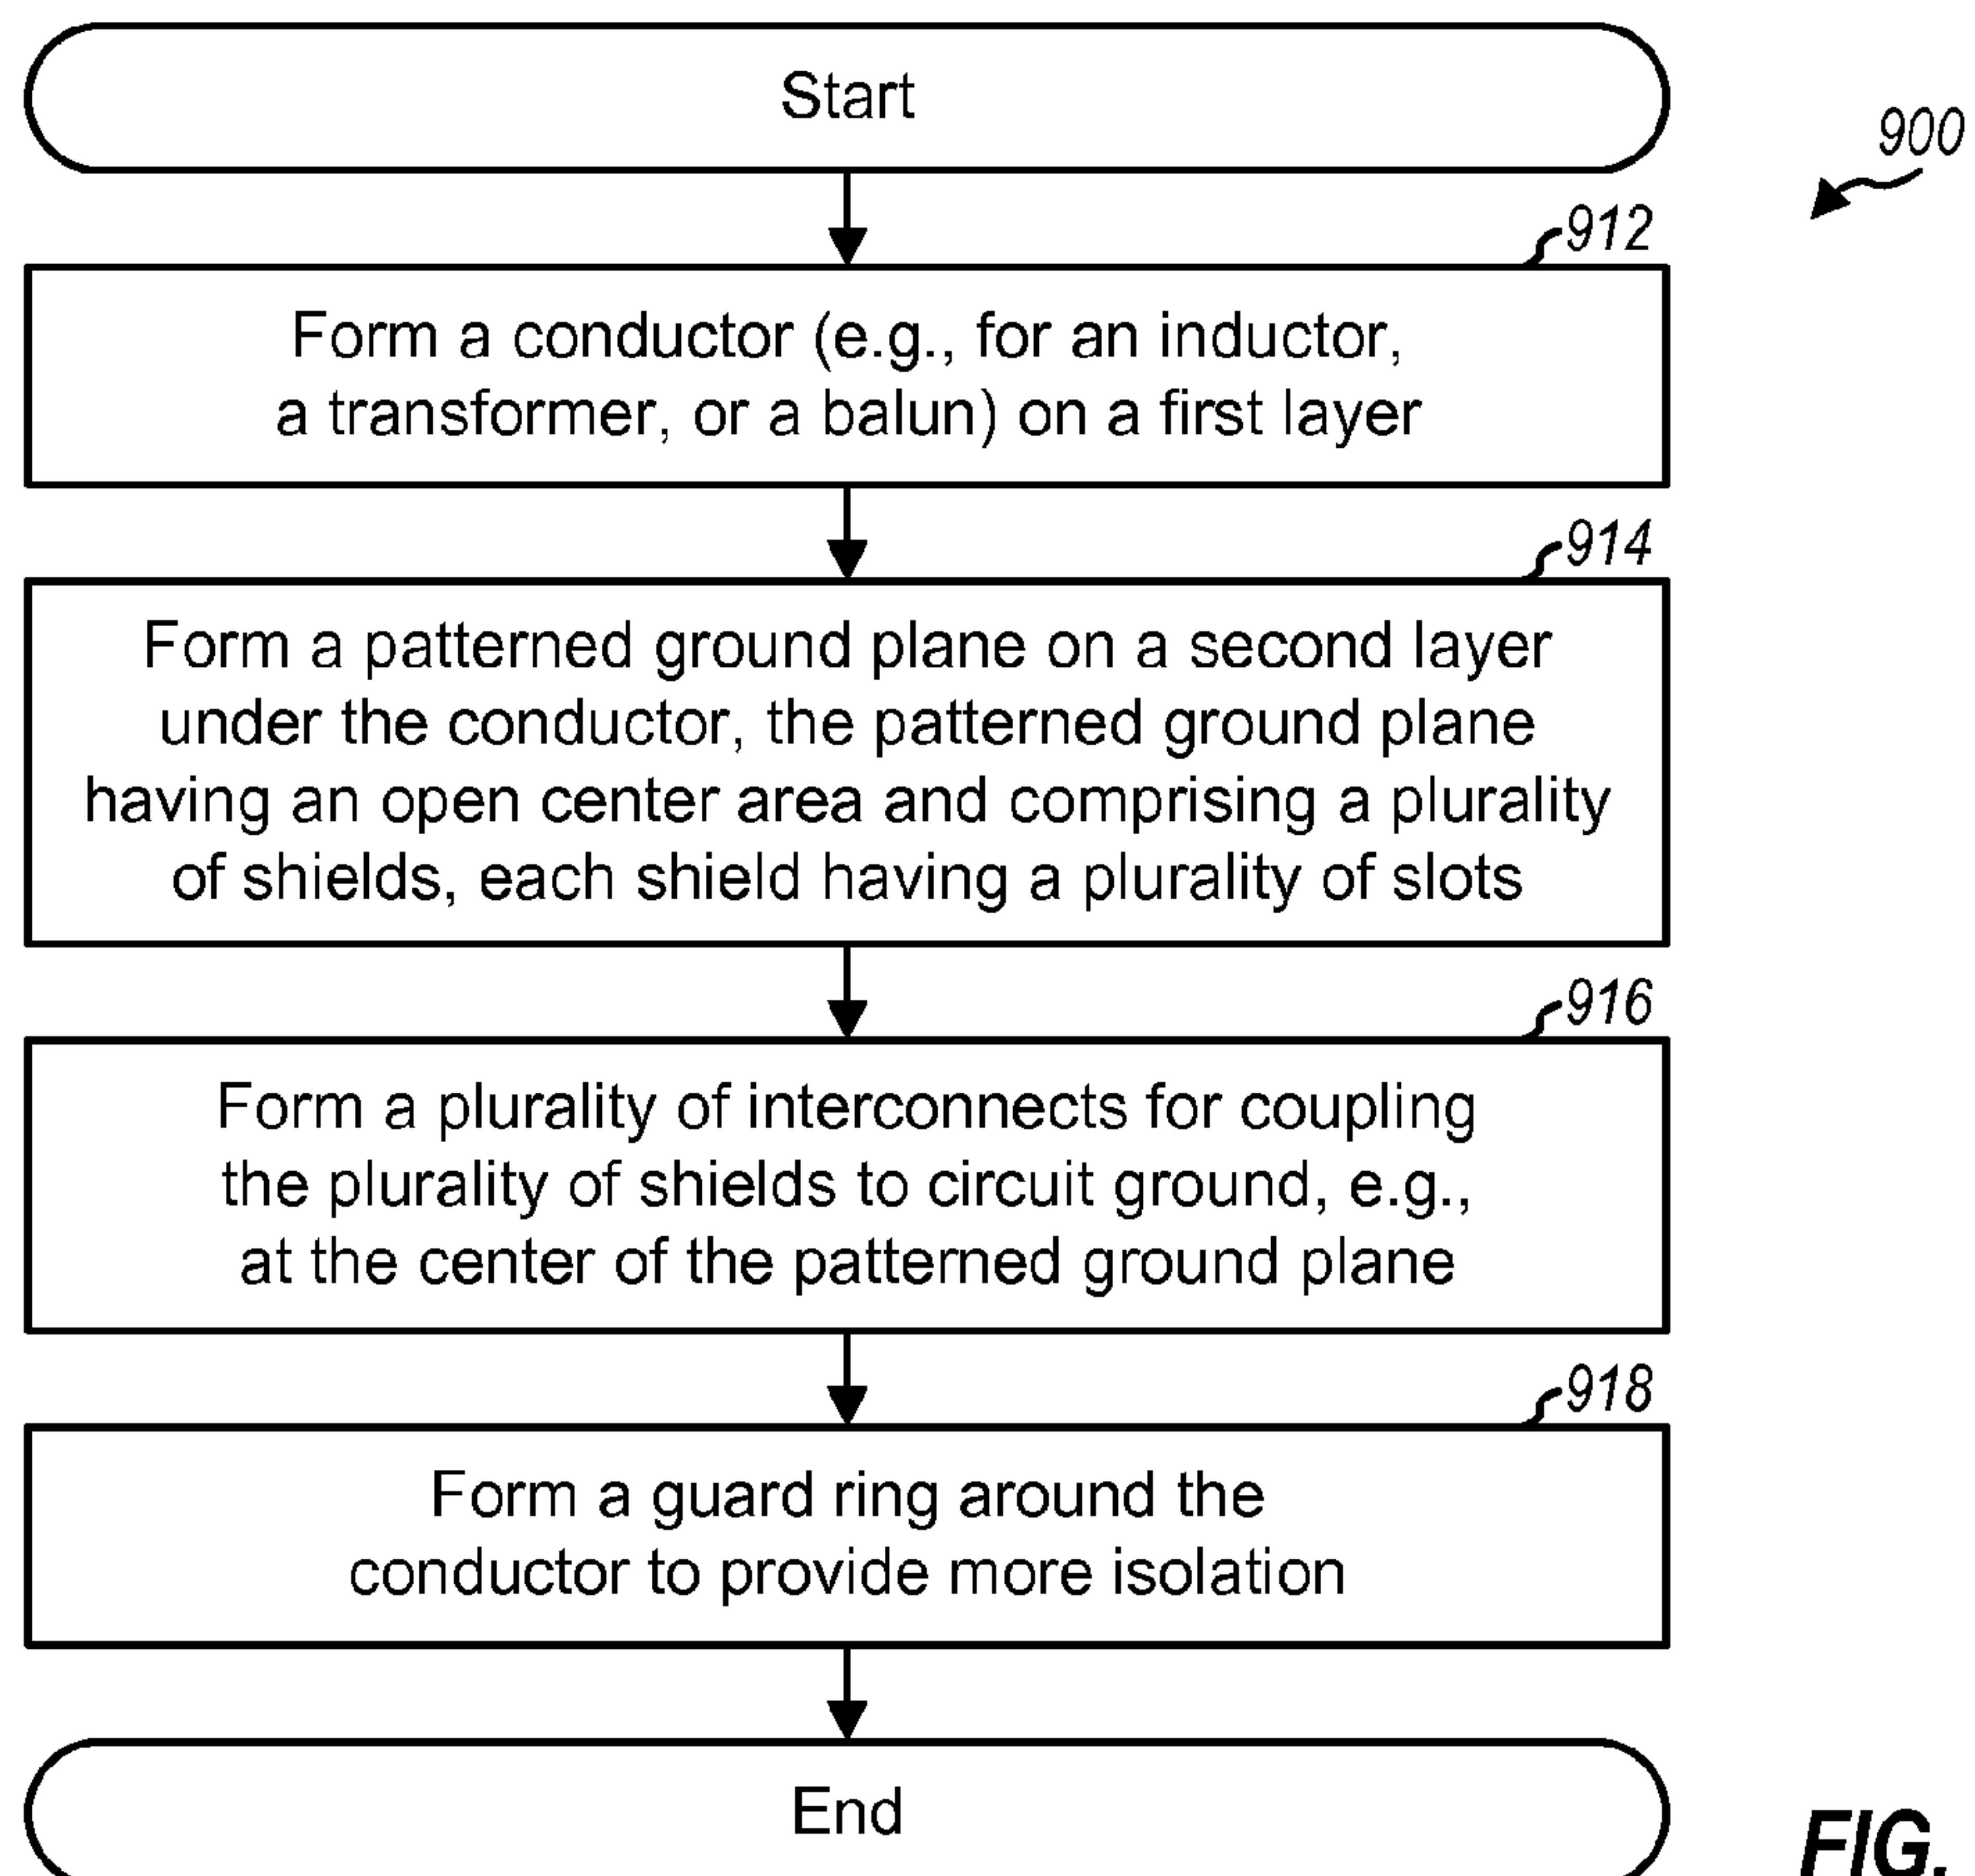 Start
900
912
Form a conductor (e.g., for an inductor,
a transformer, or a balun) on a first layer
914
Form a patterned ground plane on a second layer
under the conductor, the patterned ground plane
having an open center area and comprising a plurality
of shields, each shield having a plurality of slots
916
Form a plurality of interconnects for coupling
the plurality of shields to circuit ground, e.g.,
at the center of the patterned ground plane
918
Form a guard ring around the
conductor to provide more isolation
End
FIG.